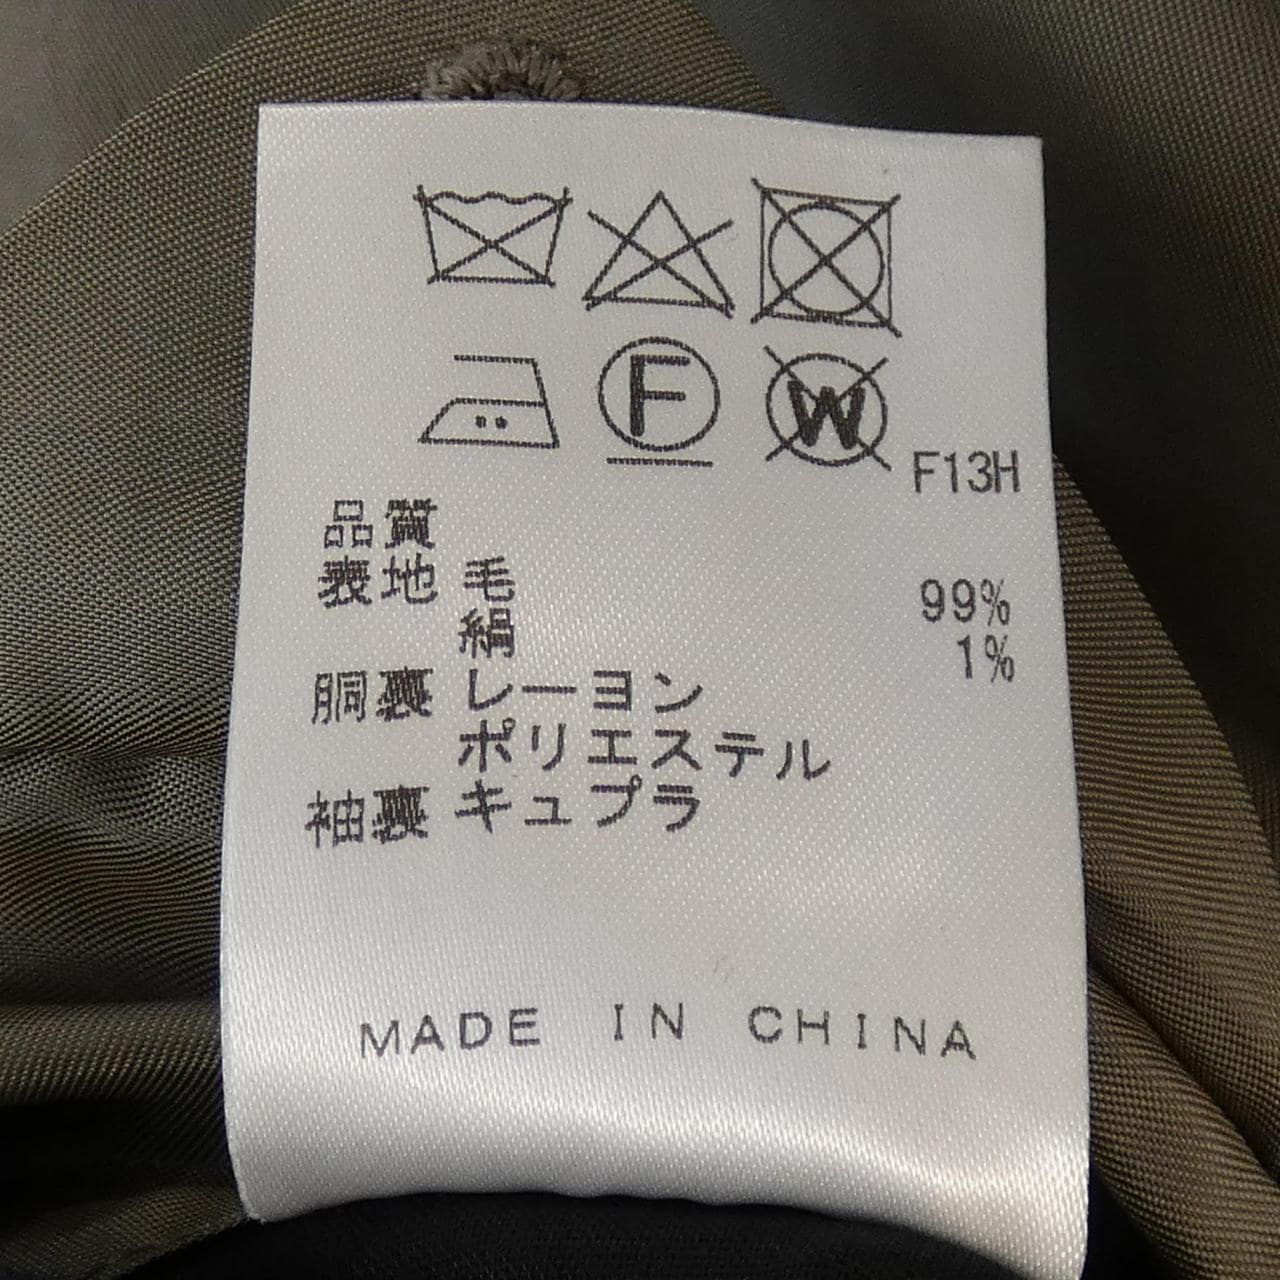 F
W
F13H
品質
表地 毛 99%
絹 1%
胴裏 レーヨン
ポリエステル
袖裏 キュプラ
MADE IN CHINA